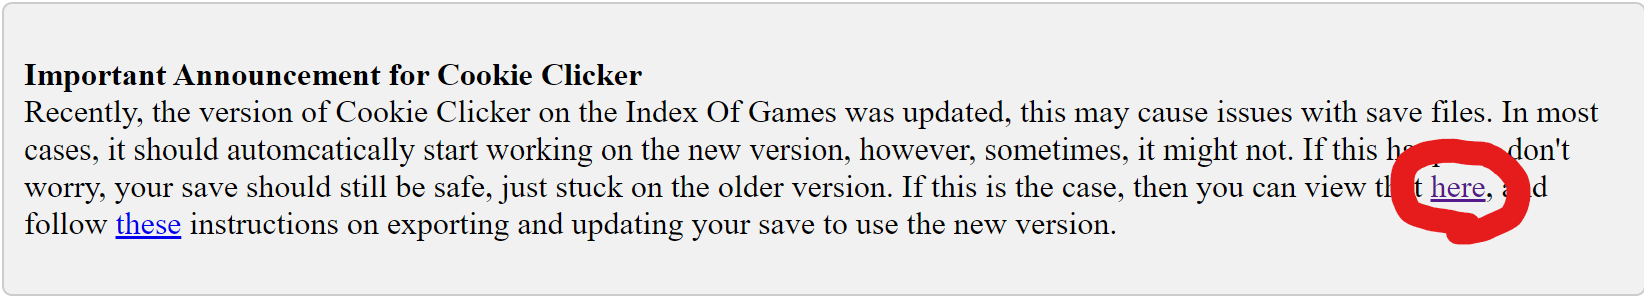 Important Announcement for Cookie Clicker
Recently, the version of Cookie Clicker on the Index Of Games was updated, this may cause issues with save files. In most
cases, it should automcatically start working on the new version, however, sometimes, it might not. If this don't
worry, your save should still be safe, just stuck on the older version. If this is the case, then you can view that here, and
follow these instructions on exporting and updating your save to use the new version.